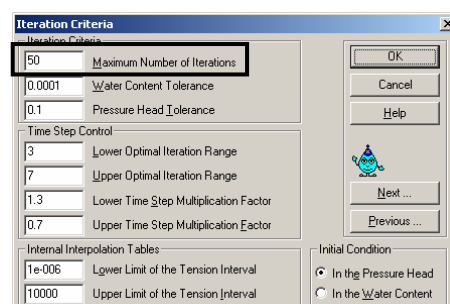 Iteration Criteria
Iteration Criteria
50 Maximum Number of Iterations
0.0001 Water Content Tolerance
0.1 Pressure Head Tolerance
Time Step Control
3 Lower Optimal Iteration Range
7 Upper Optimal Iteration Range
1.3 Lower Time Step Multiplication Factor
0.7 Upper Time Step Multiplication Factor
Internal Interpolation Tables
1e-006 Lower Limit of the Tension Interval
10000 Upper Limit of the Tension Interval
OK
Cancel
Help
Next ...
Previous ...
Initial Condition
In the Pressure Head
In the Water Content